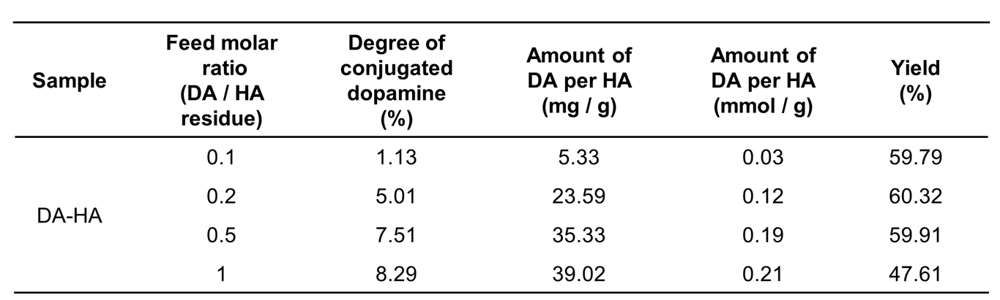 Sample Feed molar ratio (DA / HA residue) Degree of conjugated dopamine (%) Amount of DA per HA (mg / g) Amount of DA per HA (mmol / g) Yield (%)
DA-HA
0.1 1.13 5.33 0.03 59.79
0.2 5.01 23.59 0.12 60.32
0.5 7.51 35.33 0.19 59.91
1 8.29 39.02 0.21 47.61